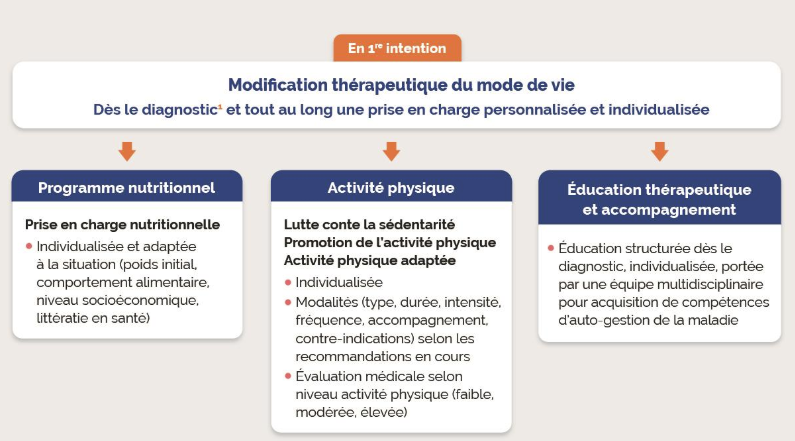 En 1re intention
Modification thérapeutique du mode de vie
Dès le diagnostic1 et tout au long une prise en charge personnalisée et individualisée
Programme nutritionnel
Prise en charge nutritionnelle
• Individualisée et adaptée
à la situation (poids initial,
comportement alimentaire,
niveau socioéconomique,
littératie en santé)
Activité physique
Lutte conte la sédentarité
Promotion de l'activité physique
Activité physique adaptée
• Individualisée
• Modalités (type, durée, intensité,
fréquence, accompagnement,
contre-indications) selon les
recommandations en cours
• Évaluation médicale selon
niveau activité physique (faible,
modérée, élevée)
Éducation thérapeutique
et accompagnement
• Éducation structurée dès le
diagnostic, individualisée, portée
par une équipe multidisciplinaire
pour acquisition de compétences
d'auto-gestion de la maladie